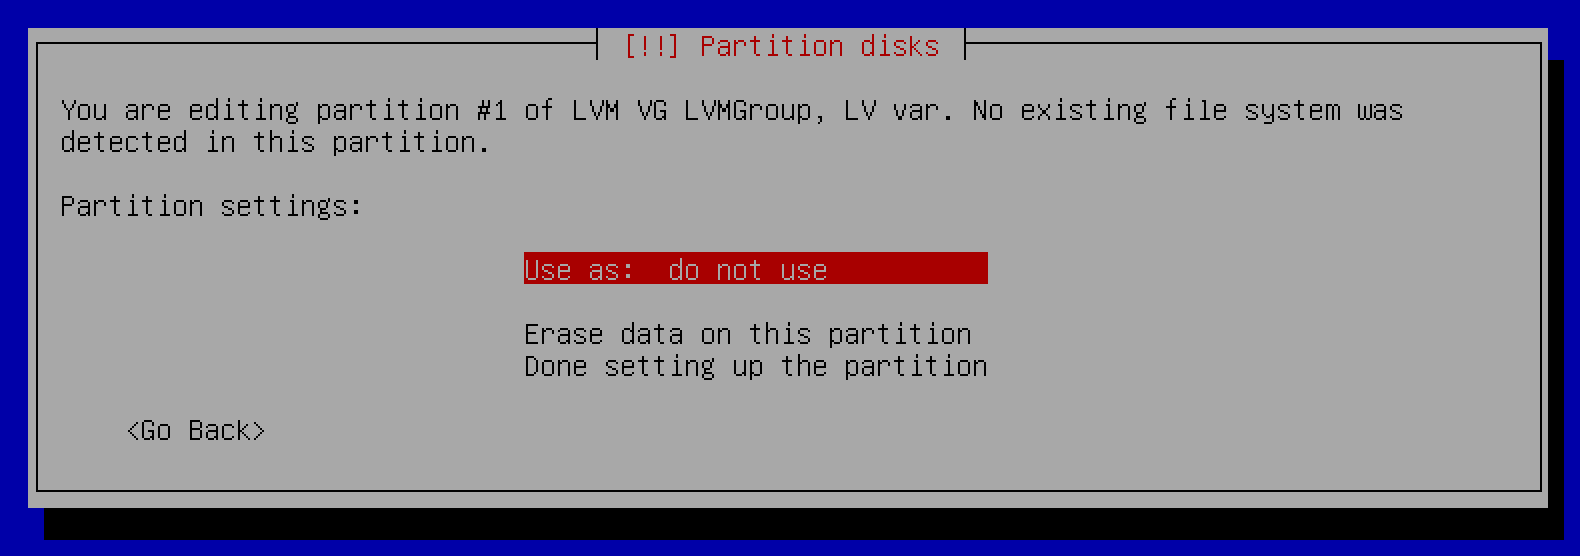 [!!] Partition disks
You are editing partition #1 of LVM VG LVMGroup, LV var. No existing file system was
detected in this partition.
Partition settings:
Use as: do not use
Erase data on this partition
Done setting up the partition
<Go Back>